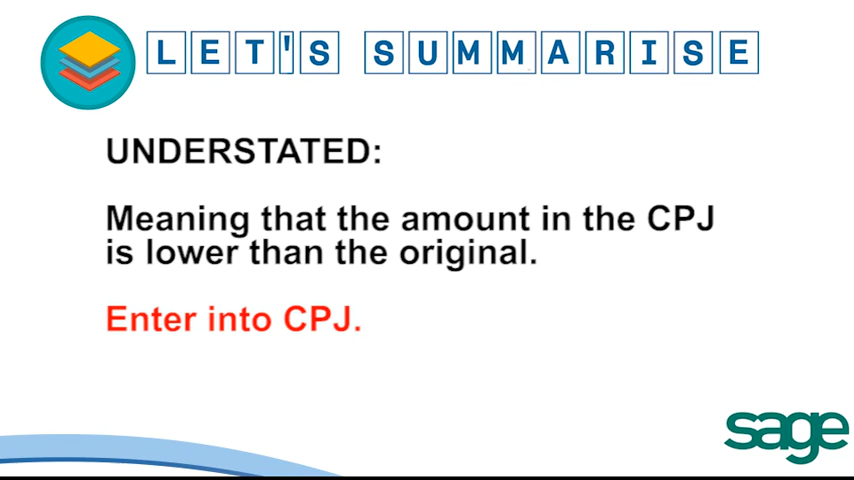 LET'S SUMMARISE
UNDERSTATED:
Meaning that the amount in the CPJ
is lower than the original.
Enter into CPJ.
sage